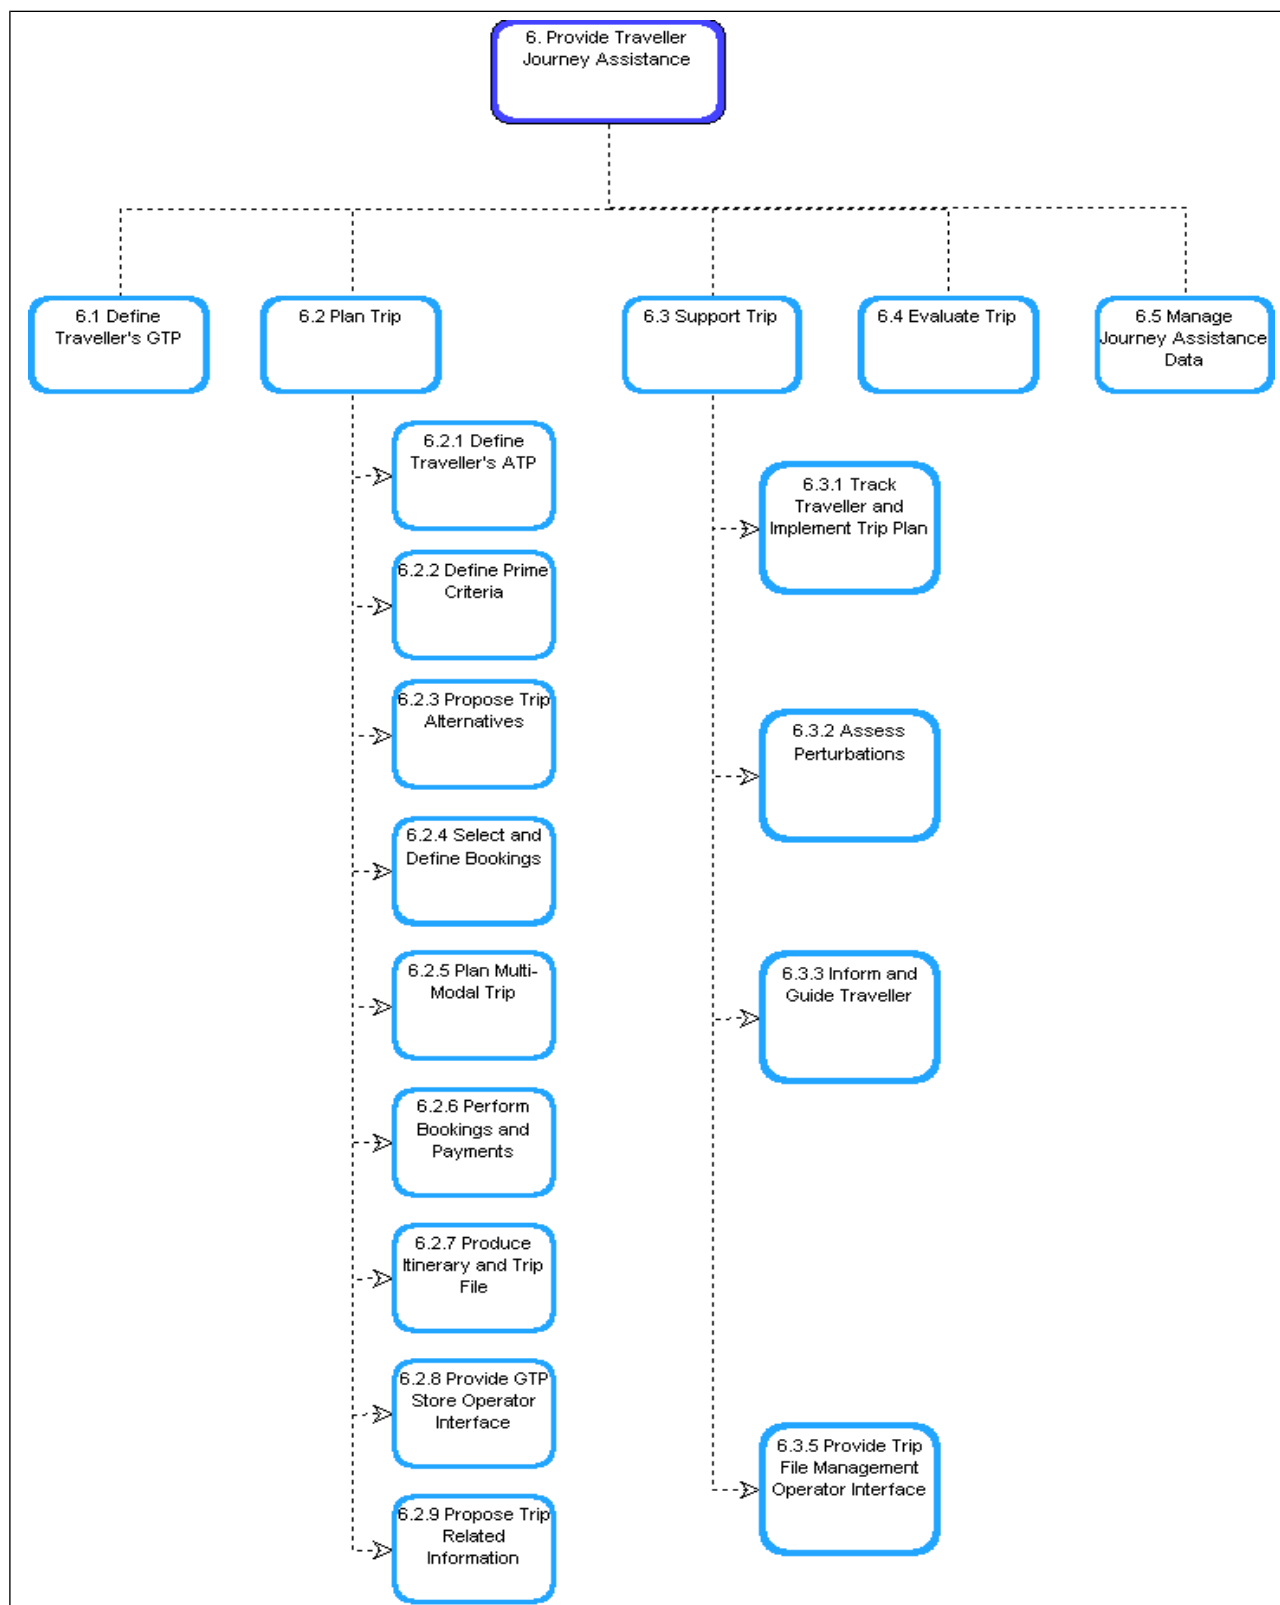 6. Provide Traveller
Journey Assistance
6.1 Define
Traveller's GTP
6.2 Plan Trip
6.3 Support Trip
6.4 Evaluate Trip
6.5 Manage
Journey Assistance
Data
6.2.1 Define
Traveller's ATP
6.2.2 Define Prime
Criteria
6.2.3 Propose Trip
Alternatives
6.2.4 Select and
Define Bookings
6.2.5 Plan Multi-
Modal Trip
6.2.6 Perform
Bookings and
Payments
6.2.7 Produce
Itinerary and Trip
File
6.2.8 Provide GTP
Store Operator
Interface
6.2.9 Propose Trip
Related
Information
6.3.1 Track
Traveller and
Implement Trip Plan
6.3.2 Assess
Perturbations
6.3.3 Inform and
Guide Traveller
6.3.5 Provide Trip
File Management
Operator Interface